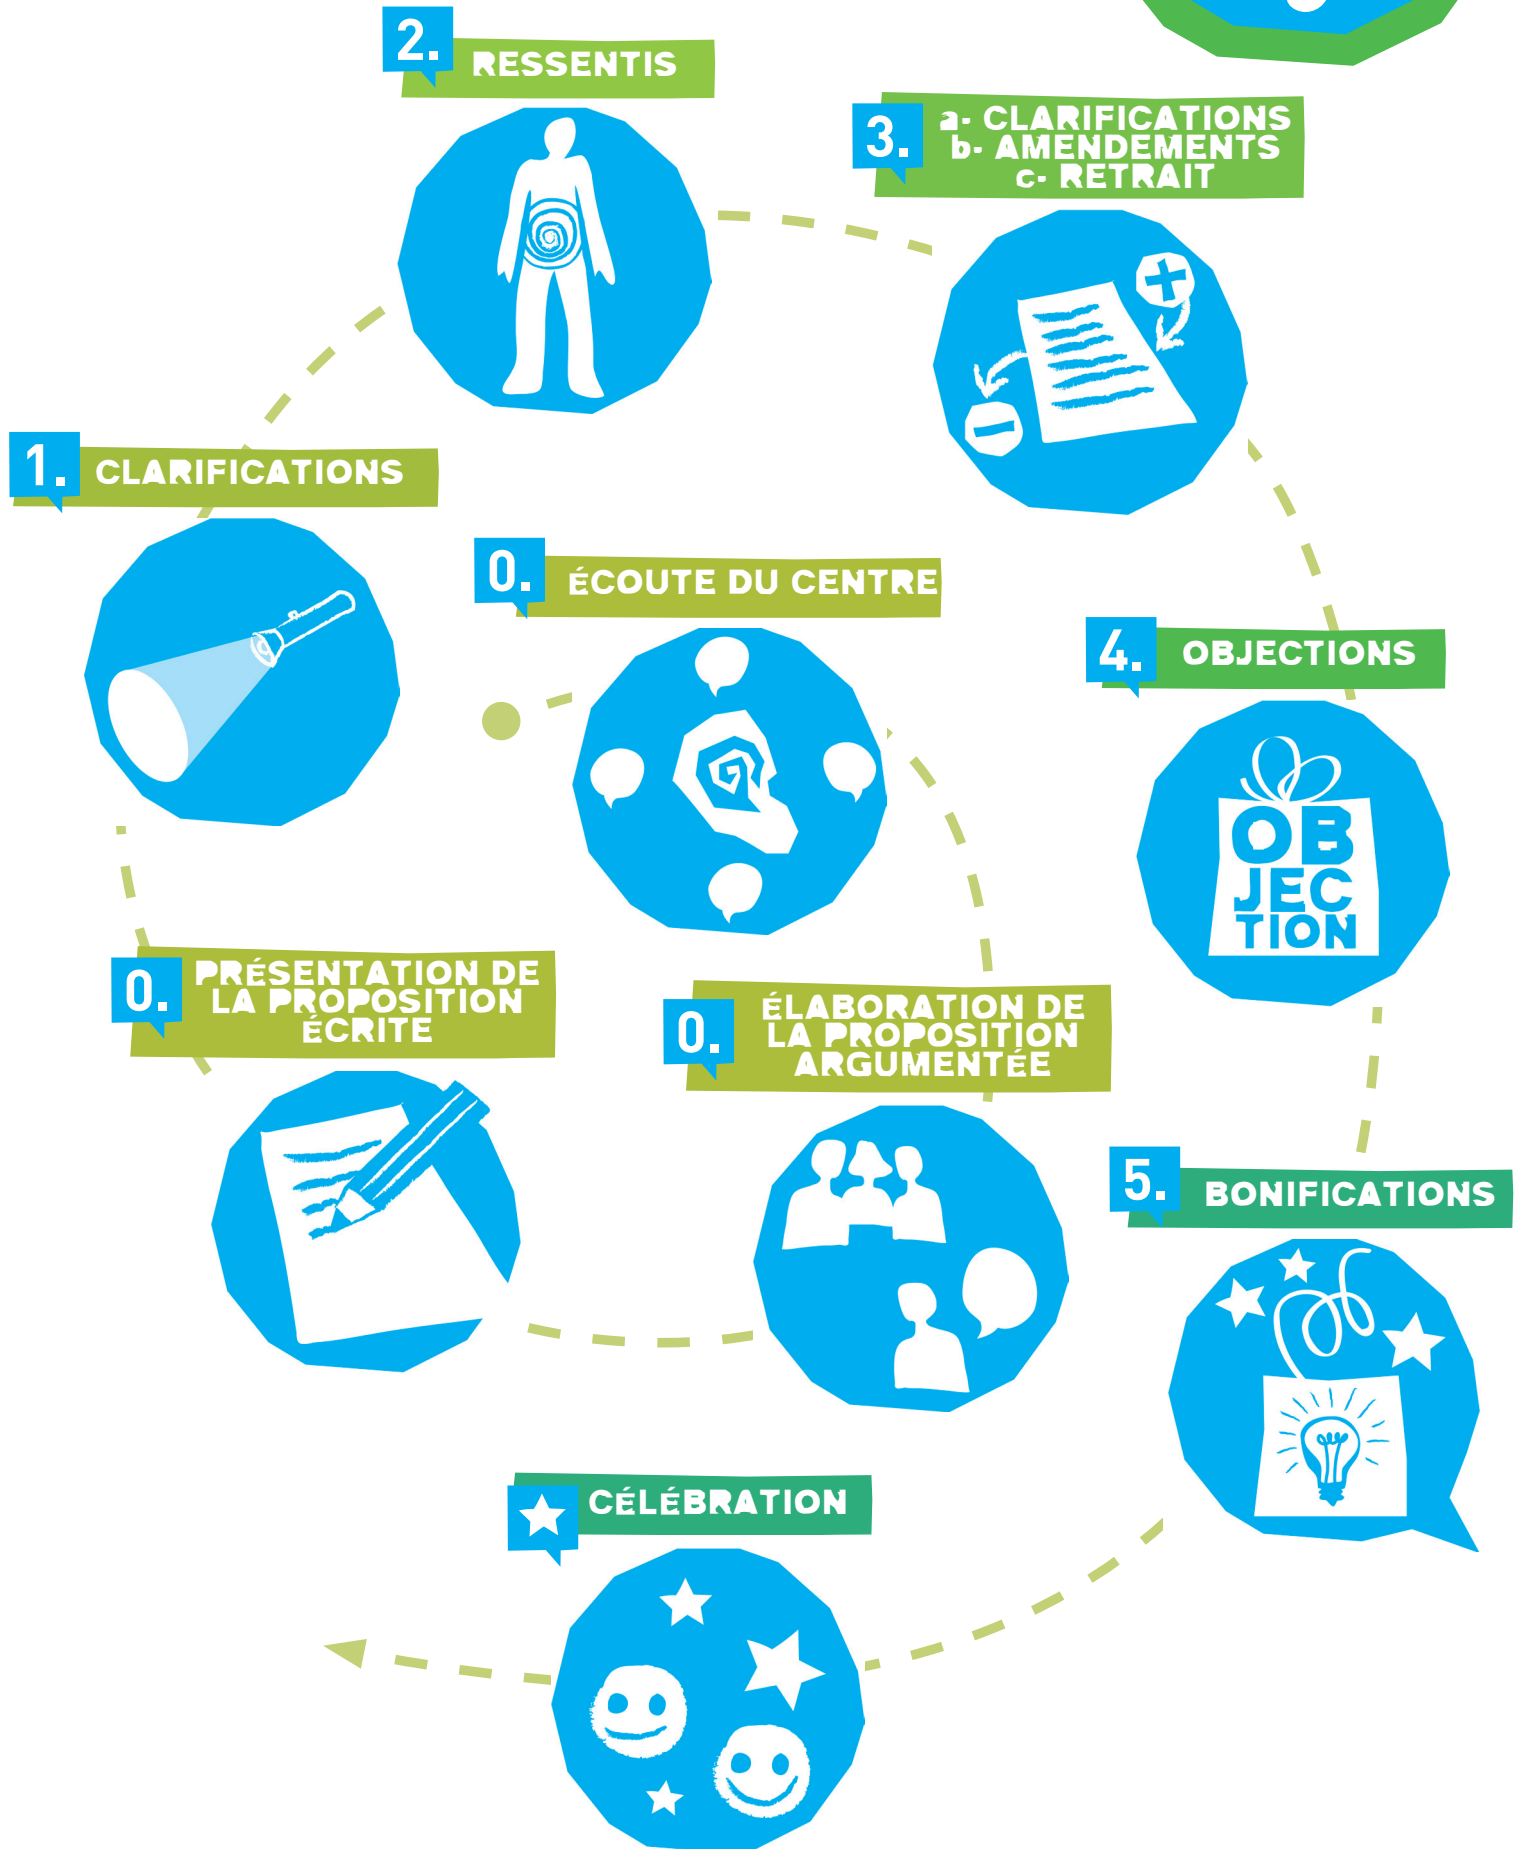 2.
RESSENTIS
3.
a- CLARIFICATIONS
b- AMENDEMENTS
c- RETRAIT
1.
CLARIFICATIONS
0.
ÉCOUTE DU CENTRE
4.
OBJECTIONS
OB
JEC
TION
0.
PRÉSENTATION DE
LA PROPOSITION
ÉCRITE
0.
ÉLABORATION DE
LA PROPOSITION
ARGUMENTÉE
5.
BONIFICATIONS
CÉLÉBRATION